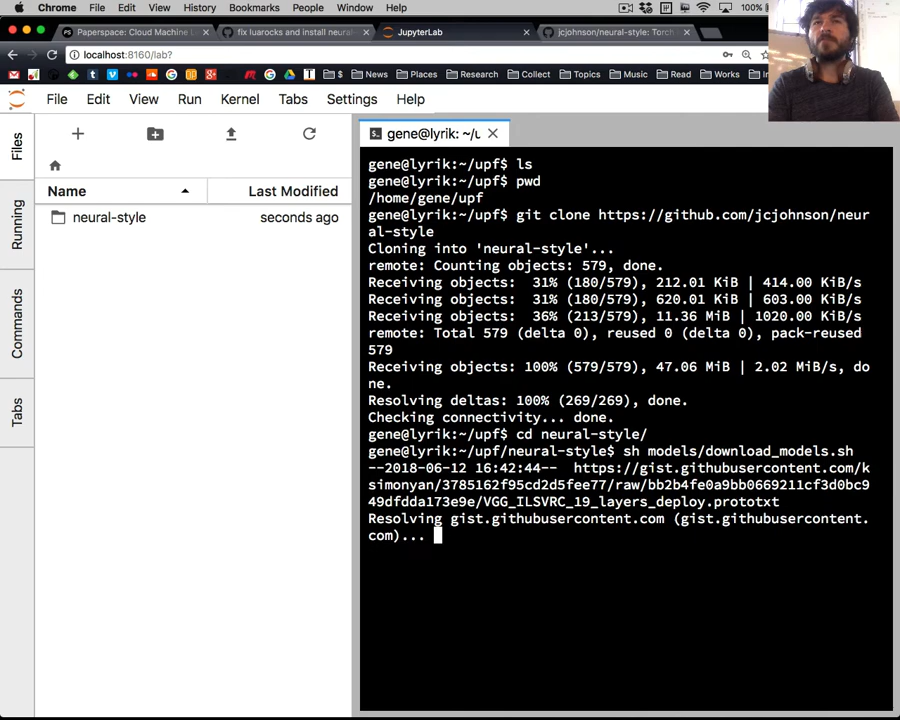 Chrome File Edit View History Bookmarks People Window Help 100%
Paperspace: Cloud Machine L × fix luarocks and install neural- × JupyterLab × jcjohnson/neural-style: Torch ×
localhost:8160/lab?
$ News Places Research Collect Topics Music Read Works
File Edit View Run Kernel Tabs Settings Help
Files
Running
Commands
Tabs
Name Last Modified
neural-style seconds ago
gene@lyrik: ~/u ×
gene@lyrik:~/upf$ ls
gene@lyrik:~/upf$ pwd
/home/gene/upf
gene@lyrik:~/upf$ git clone https://github.com/jcjohnson/neur
al-style
Cloning into 'neural-style'...
remote: Counting objects: 579, done.
Receiving objects:  31% (180/579), 212.01 KiB | 414.00 KiB/s
Receiving objects:  31% (180/579), 620.01 KiB | 603.00 KiB/s
Receiving objects:  36% (213/579), 11.36 MiB | 1020.00 KiB/s
remote: Total 579 (delta 0), reused 0 (delta 0), pack-reused
579
Receiving objects: 100% (579/579), 47.06 MiB | 2.02 MiB/s, do
ne.
Resolving deltas: 100% (269/269), done.
Checking connectivity... done.
gene@lyrik:~/upf$ cd neural-style/
gene@lyrik:~/upf/neural-style$ sh models/download_models.sh
--2018-06-12 16:42:44--  https://gist.githubusercontent.com/k
simonyan/3785162f95cd2d5fee77/raw/bb2b4fe0a9bb0669211cf3d0bc9
49dfdda173e9e/VGG_ILSVRC_19_layers_deploy.prototxt
Resolving gist.githubusercontent.com (gist.githubusercontent.
com)...